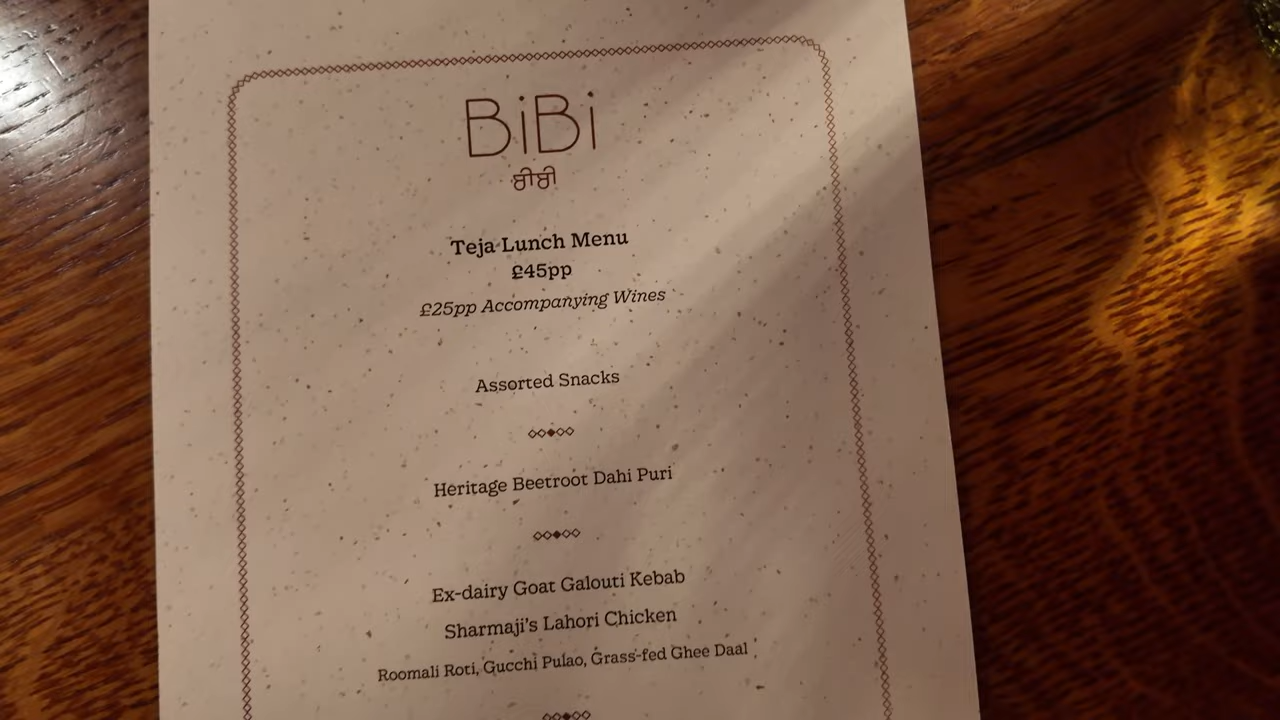 BiBi
ਬੀਬੀ
Teja Lunch Menu
£45pp
£25pp Accompanying Wines
Assorted Snacks
Heritage Beetroot Dahi Puri
Ex-dairy Goat Galouti Kebab
Sharmaji's Lahori Chicken
Roomali Roti, Gucchi Pulao, Grass-fed Ghee Daal